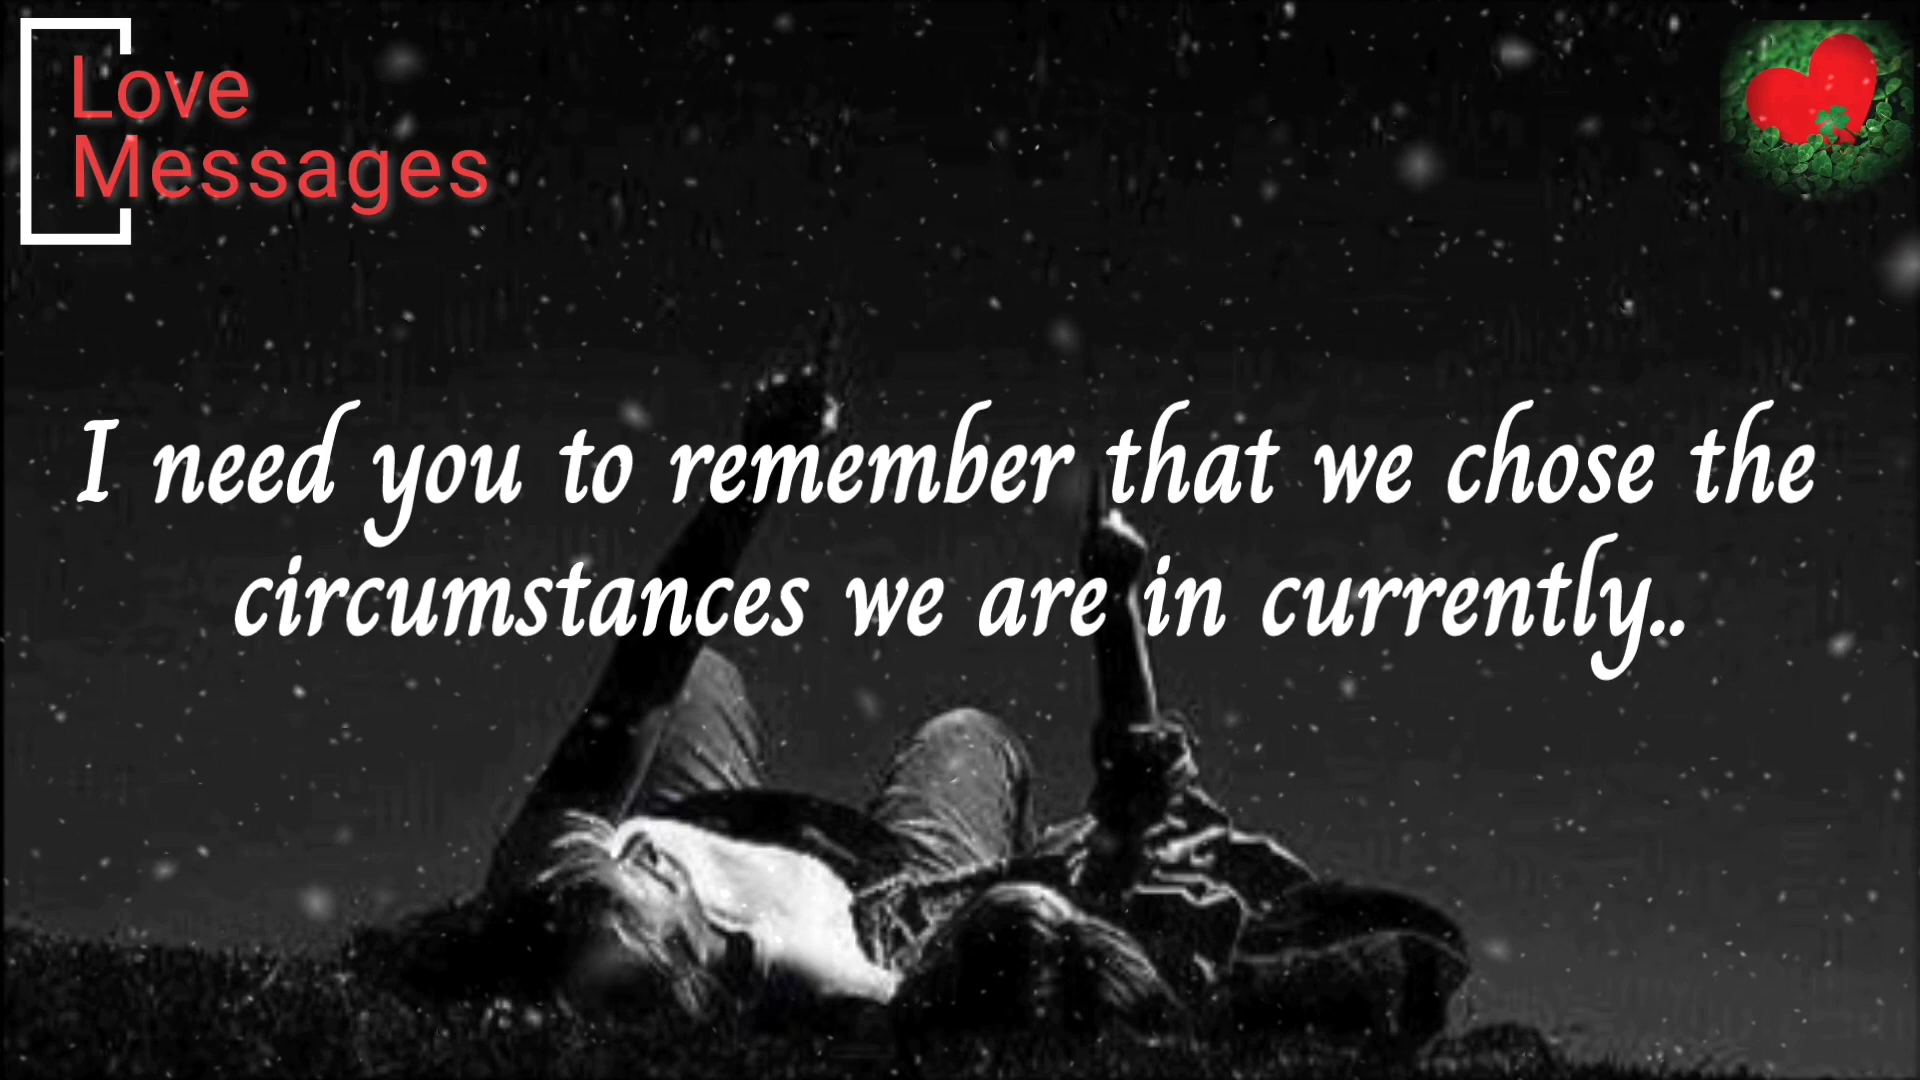 Love
Messages
I need you to remember that we chose the
circumstances we are in currently..